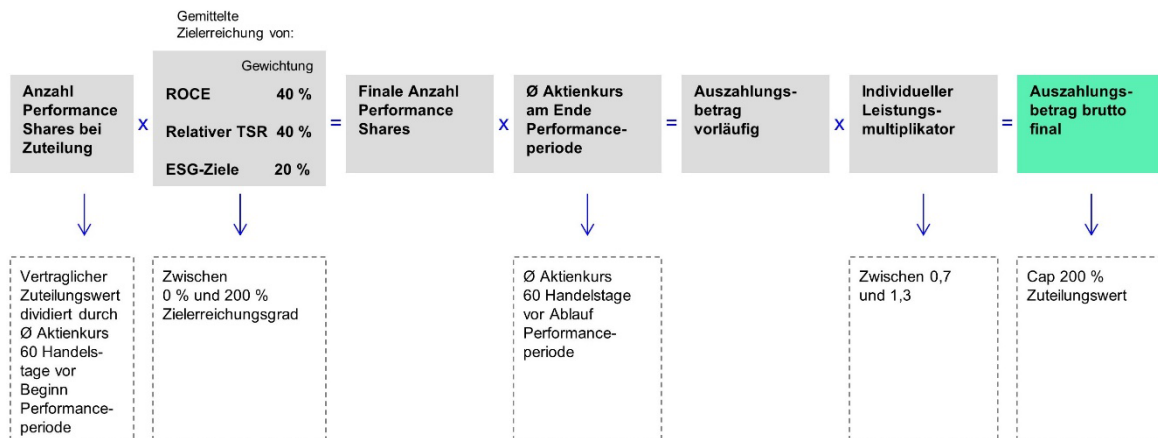 Gemittelte
Zielerreichung von:
Anzahl
Performance
Shares bei
Zuteilung
x
Gewichtung
ROCE 40 %
Relativer TSR 40 %
ESG-Ziele 20 %
=
Finale Anzahl
Performance
Shares
x
Ø Aktienkurs
am Ende
Performance-
periode
=
Auszahlungs-
betrag
vorläufig
x
Individueller
Leistungs-
multiplikator
=
Auszahlungs-
betrag brutto
final
Vertraglicher
Zuteilungswert
dividiert durch
Ø Aktienkurs
60 Handels-
tage vor
Beginn
Performance-
periode
Zwischen
0 % und 200 %
Zielerreichungsgrad
Ø Aktienkurs
60 Handelstage
vor Ablauf
Performance-
periode
Zwischen 0,7
und 1,3
Cap 200 %
Zuteilungswert